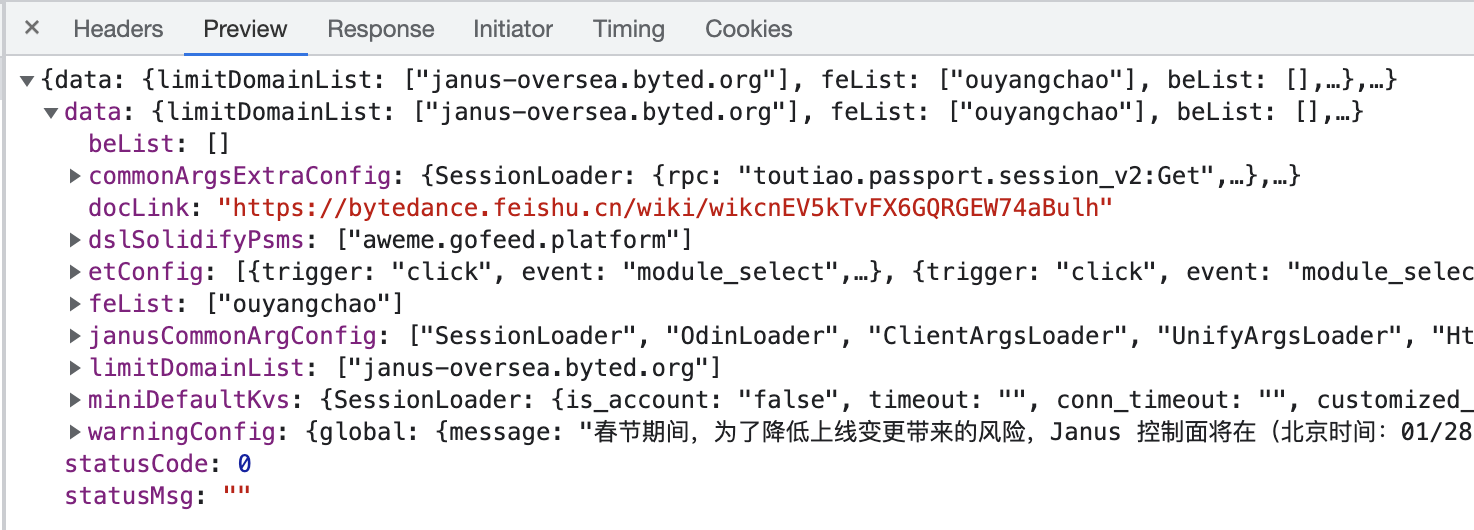 × Headers Preview Response Initiator Timing Cookies
{data: {limitDomainList: ["janus-oversea.byted.org"], feList: ["ouyangchao"], beList: [],…},…}
data: {limitDomainList: ["janus-oversea.byted.org"], feList: ["ouyangchao"], beList: [],…}
beList: []
commonArgsExtraConfig: {SessionLoader: {rpc: "toutiao.passport.session_v2:Get",…},…}
docLink: "https://bytedance.feishu.cn/wiki/wikcnEV5kTvFX6GQRGEW74aBulh"
dslSolidifyPsms: ["aweme.gofeed.platform"]
etConfig: [{trigger: "click", event: "module_select",…}, {trigger: "click", event: "module_selec
feList: ["ouyangchao"]
janusCommonArgConfig: ["SessionLoader", "OdinLoader", "ClientArgsLoader", "UnifyArgsLoader", "Ht
limitDomainList: ["janus-oversea.byted.org"]
miniDefaultKvs: {SessionLoader: {is_account: "false", timeout: "", conn_timeout: "", customized_
warningConfig: {global: {message: "春节期间，为了降低上线变更带来的风险，Janus 控制面将在（北京时间：01/28
statusCode: 0
statusMsg: ""